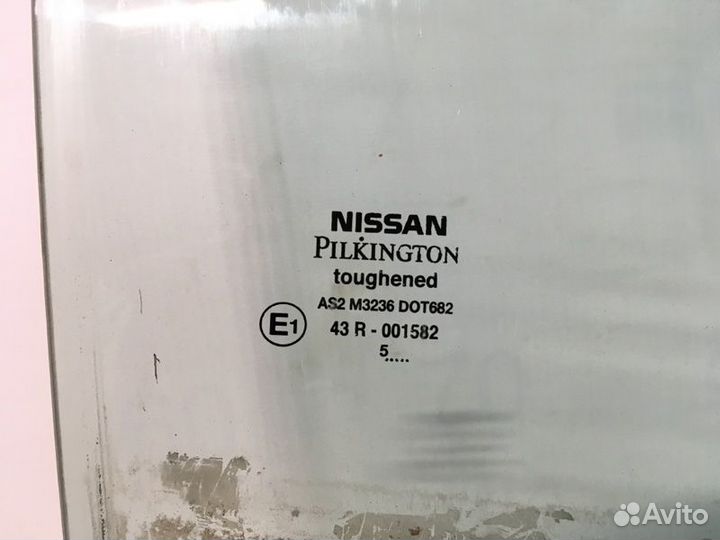 NISSAN
PILKINGTON
toughened
AS2 M3236 DOT682
E1
43 R - 001582
5.....
Avito